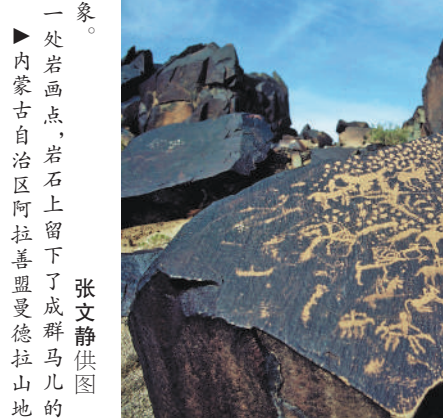 ▶内蒙古自治区阿拉善盟曼德拉山地
一处岩画点，岩石上留下了成群马儿的
象。 张文静供图